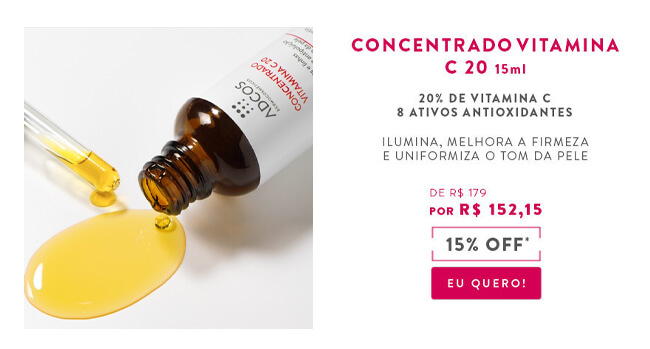 CONCENTRADO VITAMINA
C 20 15ml
20% DE VITAMINA C
8 ATIVOS ANTIOXIDANTES
ILUMINA, MELHORA A FIRMEZA
E UNIFORMIZA O TOM DA PELE
DE R$ 179
POR R$ 152,15
15% OFF*
EU QUERO!
ADCOS
CONCENTRADO
VITAMINA C 20